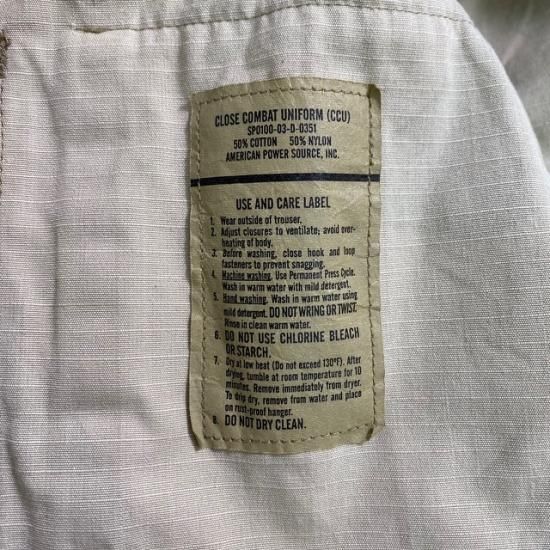 CLOSE COMBAT UNIFORM (CCU)
SPO100-03-D-0351
50% COTTON 50% NYLON
AMERICAN POWER SOURCE, INC.
USE AND CARE LABEL
1. Wear outside of trouser.
2. Adjust closures to ventilate; avoid over-
heating of body.
3. Before washing, close hook and loop
fasteners to prevent snagging.
4. Machine washing. Use Permanent Press Cycle.
Wash in warm water with mild detergent.
5. Hand washing. Wash in warm water using
mild detergent. DO NOT WRING OR TWIST.
Rinse in clean warm water.
6. DO NOT USE CHLORINE BLEACH
OR STARCH.
7. Dry at low heat (Do not exceed 130°F). After
drying, tumble at room temperature for 10
minutes. Remove immediately from dryer.
To drip dry, remove from water and place
on rust-proof hanger.
8. DO NOT DRY CLEAN.